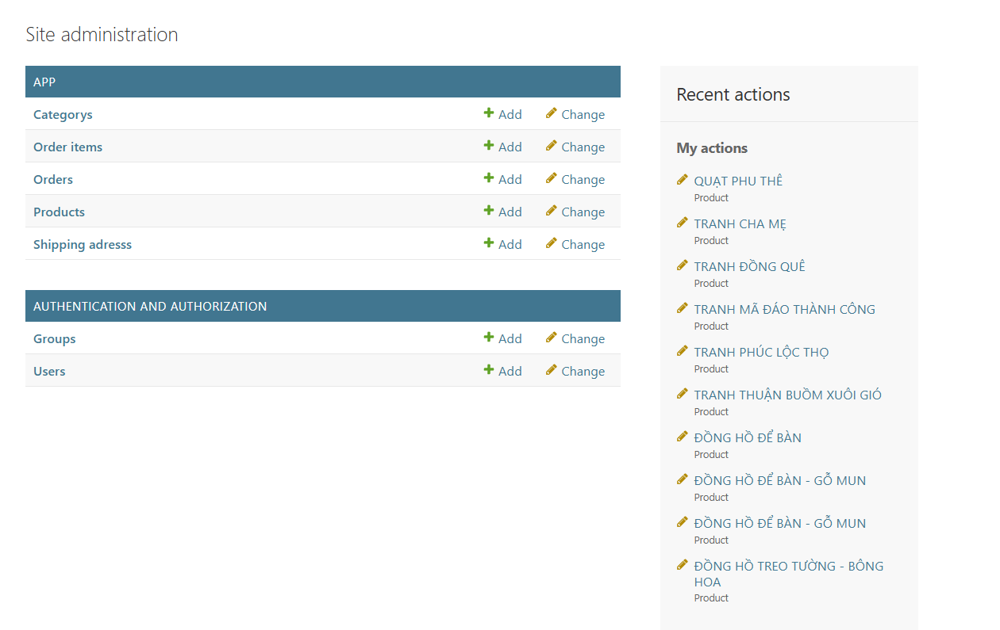 Site administration
APP
Categorys Add Change
Order items Add Change
Orders Add Change
Products Add Change
Shipping adresss Add Change
AUTHENTICATION AND AUTHORIZATION
Groups Add Change
Users Add Change
Recent actions
My actions
QUẠT PHU THÊ
Product
TRANH CHA MẸ
Product
TRANH ĐỒNG QUÊ
Product
TRANH MÃ ĐÁO THÀNH CÔNG
Product
TRANH PHÚC LỘC THỌ
Product
TRANH THUẬN BUỒM XUÔI GIÓ
Product
ĐỒNG HỒ ĐỂ BÀN
Product
ĐỒNG HỒ ĐỂ BÀN - GỖ MUN
Product
ĐỒNG HỒ ĐỂ BÀN - GỖ MUN
Product
ĐỒNG HỒ TREO TƯỜNG - BÔNG
HOA
Product